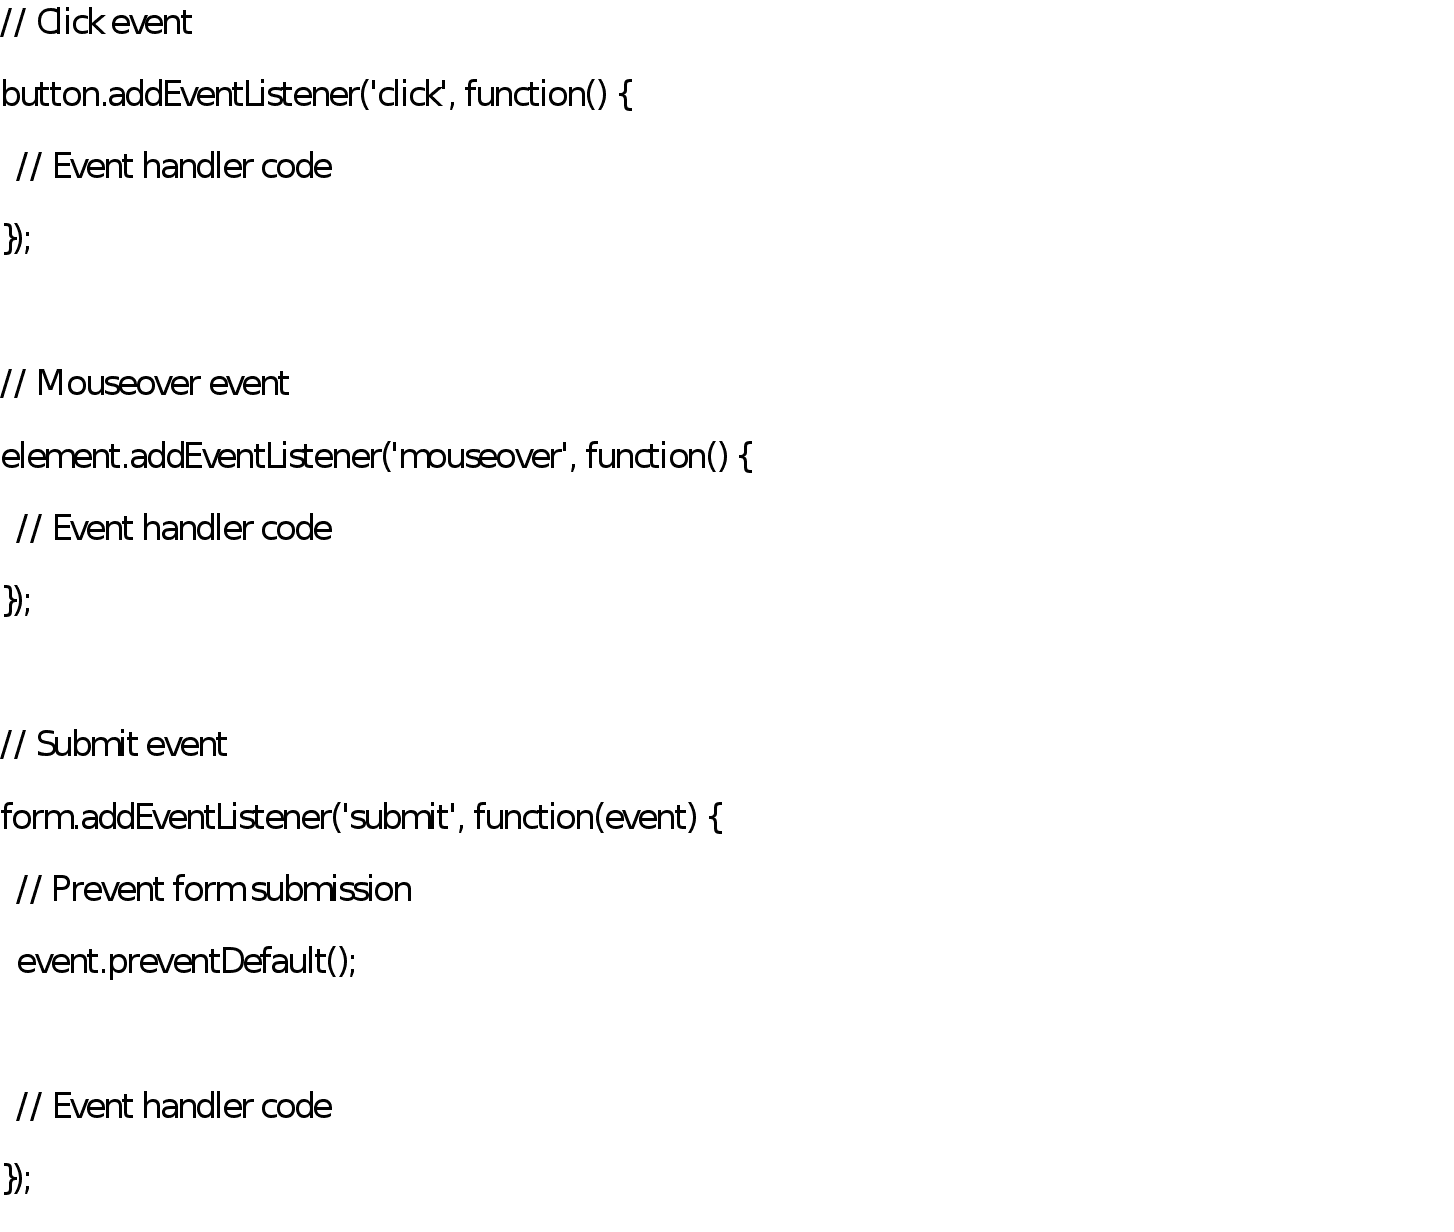 // Click event
button.addEventListener('click', function() {
  // Event handler code
});

// Mouseover event
element.addEventListener('mouseover', function() {
  // Event handler code
});

// Submit event
form.addEventListener('submit', function(event) {
  // Prevent form submission
  event.preventDefault();

  // Event handler code
});